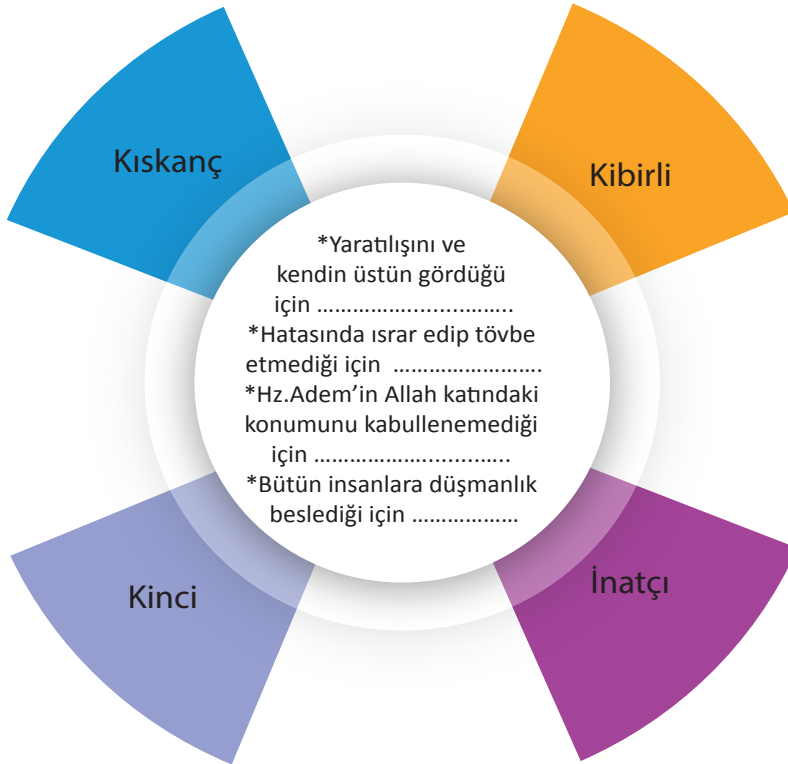 Kıskanç
Kibirli
*Yaratılışını ve
kendin üstün gördüğü
için ……………..........……..
*Hatasında ısrar edip tövbe
etmediği için …………………….
*Hz.Adem’in Allah katındaki
konumunu kabullenemediği
için ………………..........…..
*Bütün insanlara düşmanlık
beslediği için ………………
Kinci
İnatçı